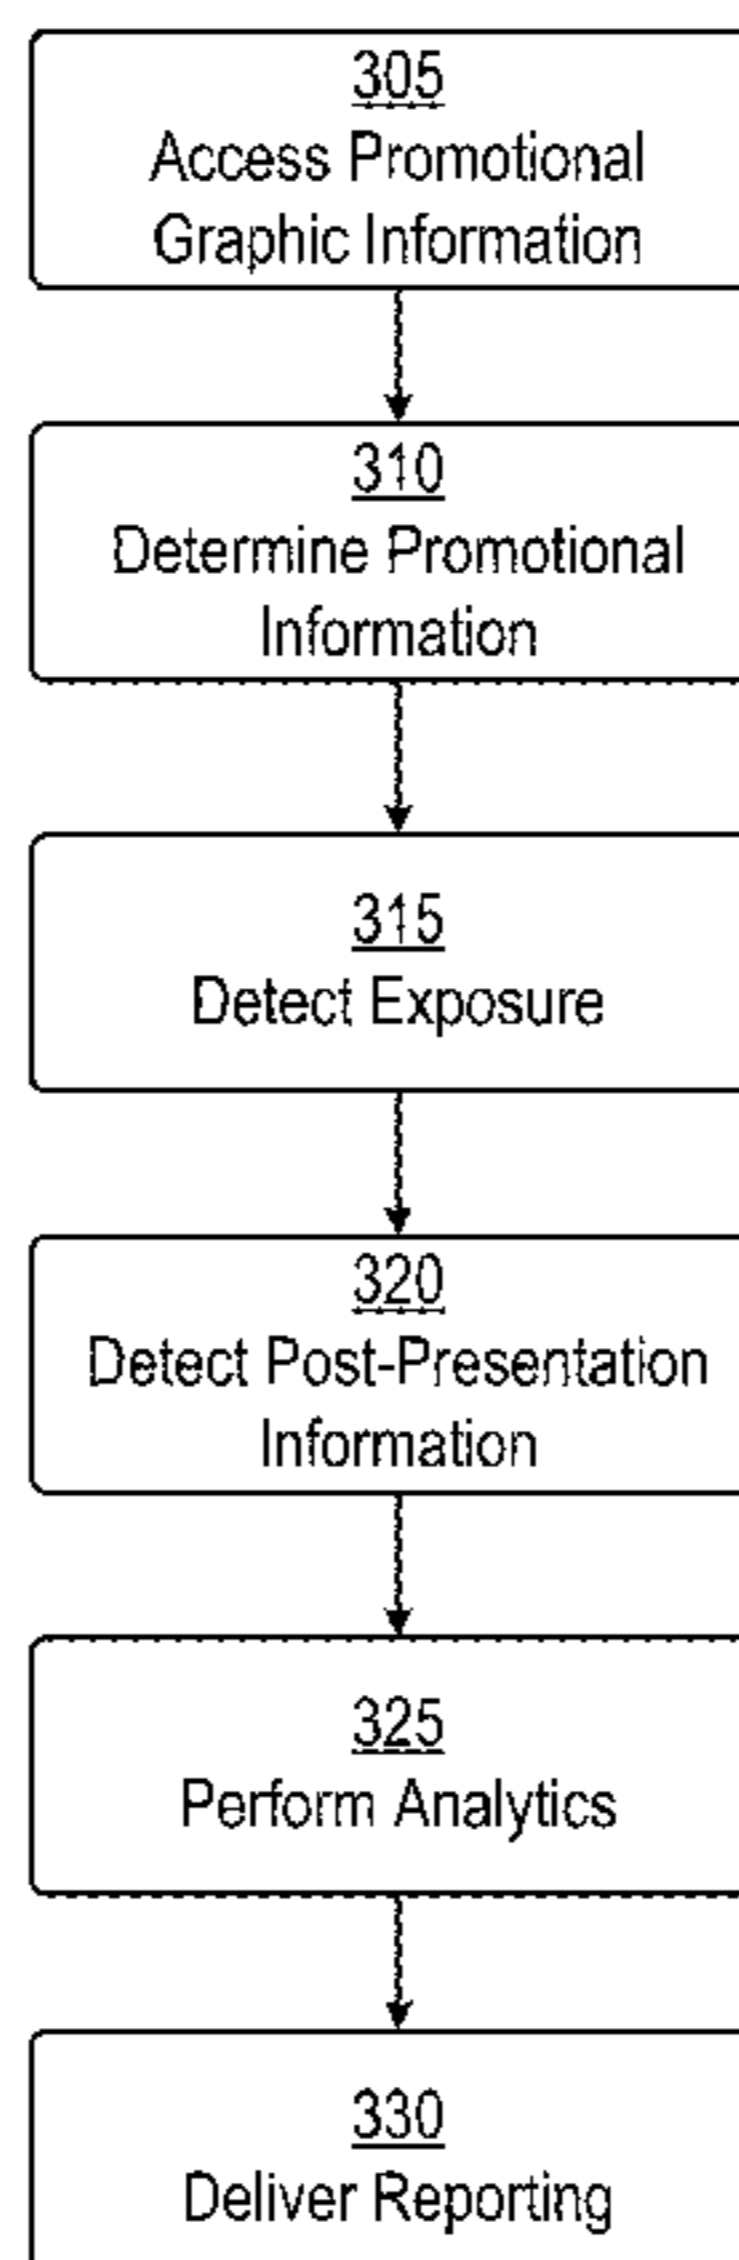 305
Access Promotional
Graphic Information
310
Determine Promotional
Information
315
Detect Exposure
320
Detect Post-Presentation
Information
325
Perform Analytics
330
Deliver Reporting